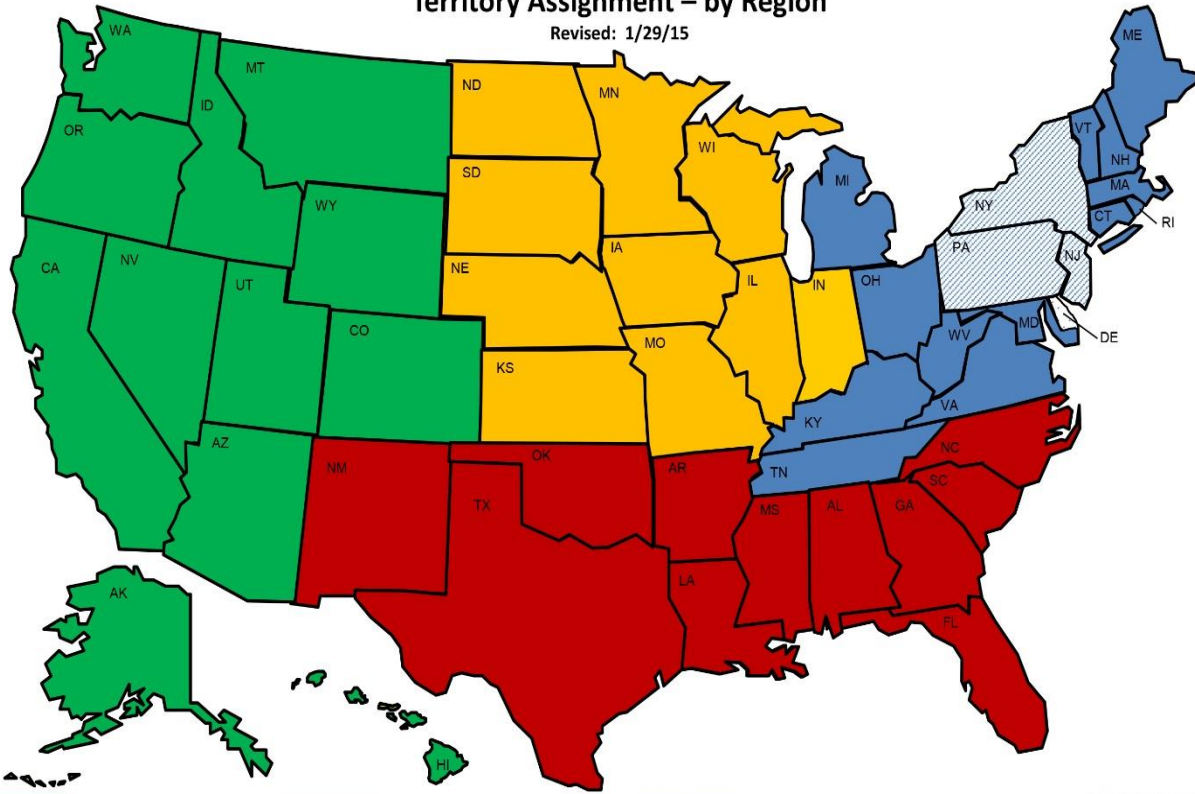 Territory Assignment – by Region
Revised: 1/29/15
WA
ME
MT
ND
MN
ID
OR
VT
WI
NH
SD
MI
MA
WY
NY
CT
RI
IA
PA
NJ
CA
NV
NE
UT
IL
IN
OH
CO
MD
WV
DE
MO
KS
VA
KY
AZ
NC
OK
NM
AR
TN
SC
TX
MS
AL
GA
LA
AK
FL
HI